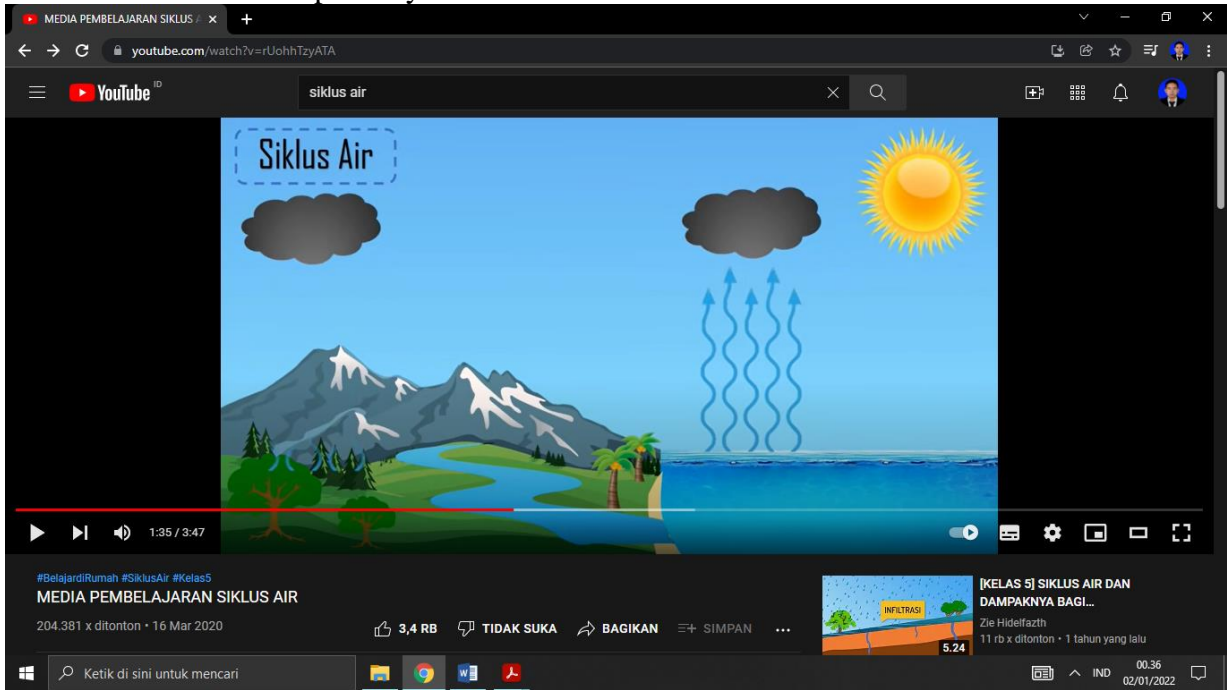 MEDIA PEMBELAJARAN SIKLUS A
youtube.com/watch?v=rUohhTzyATA
YouTube ID
siklus air
Siklus Air
1:35 / 3:47
#BelajardiRumah #SiklusAir #Kelas5
MEDIA PEMBELAJARAN SIKLUS AIR
204.381 x ditonton • 16 Mar 2020
3,4 RB TIDAK SUKA BAGIKAN SIMPAN
INFILTRASI
5.24
[KELAS 5] SIKLUS AIR DAN
DAMPAKNYA BAGI...
Zie Hidelfazth
11 rb x ditonton • 1 tahun yang lalu
Ketik di sini untuk mencari
IND
00.36
02/01/2022